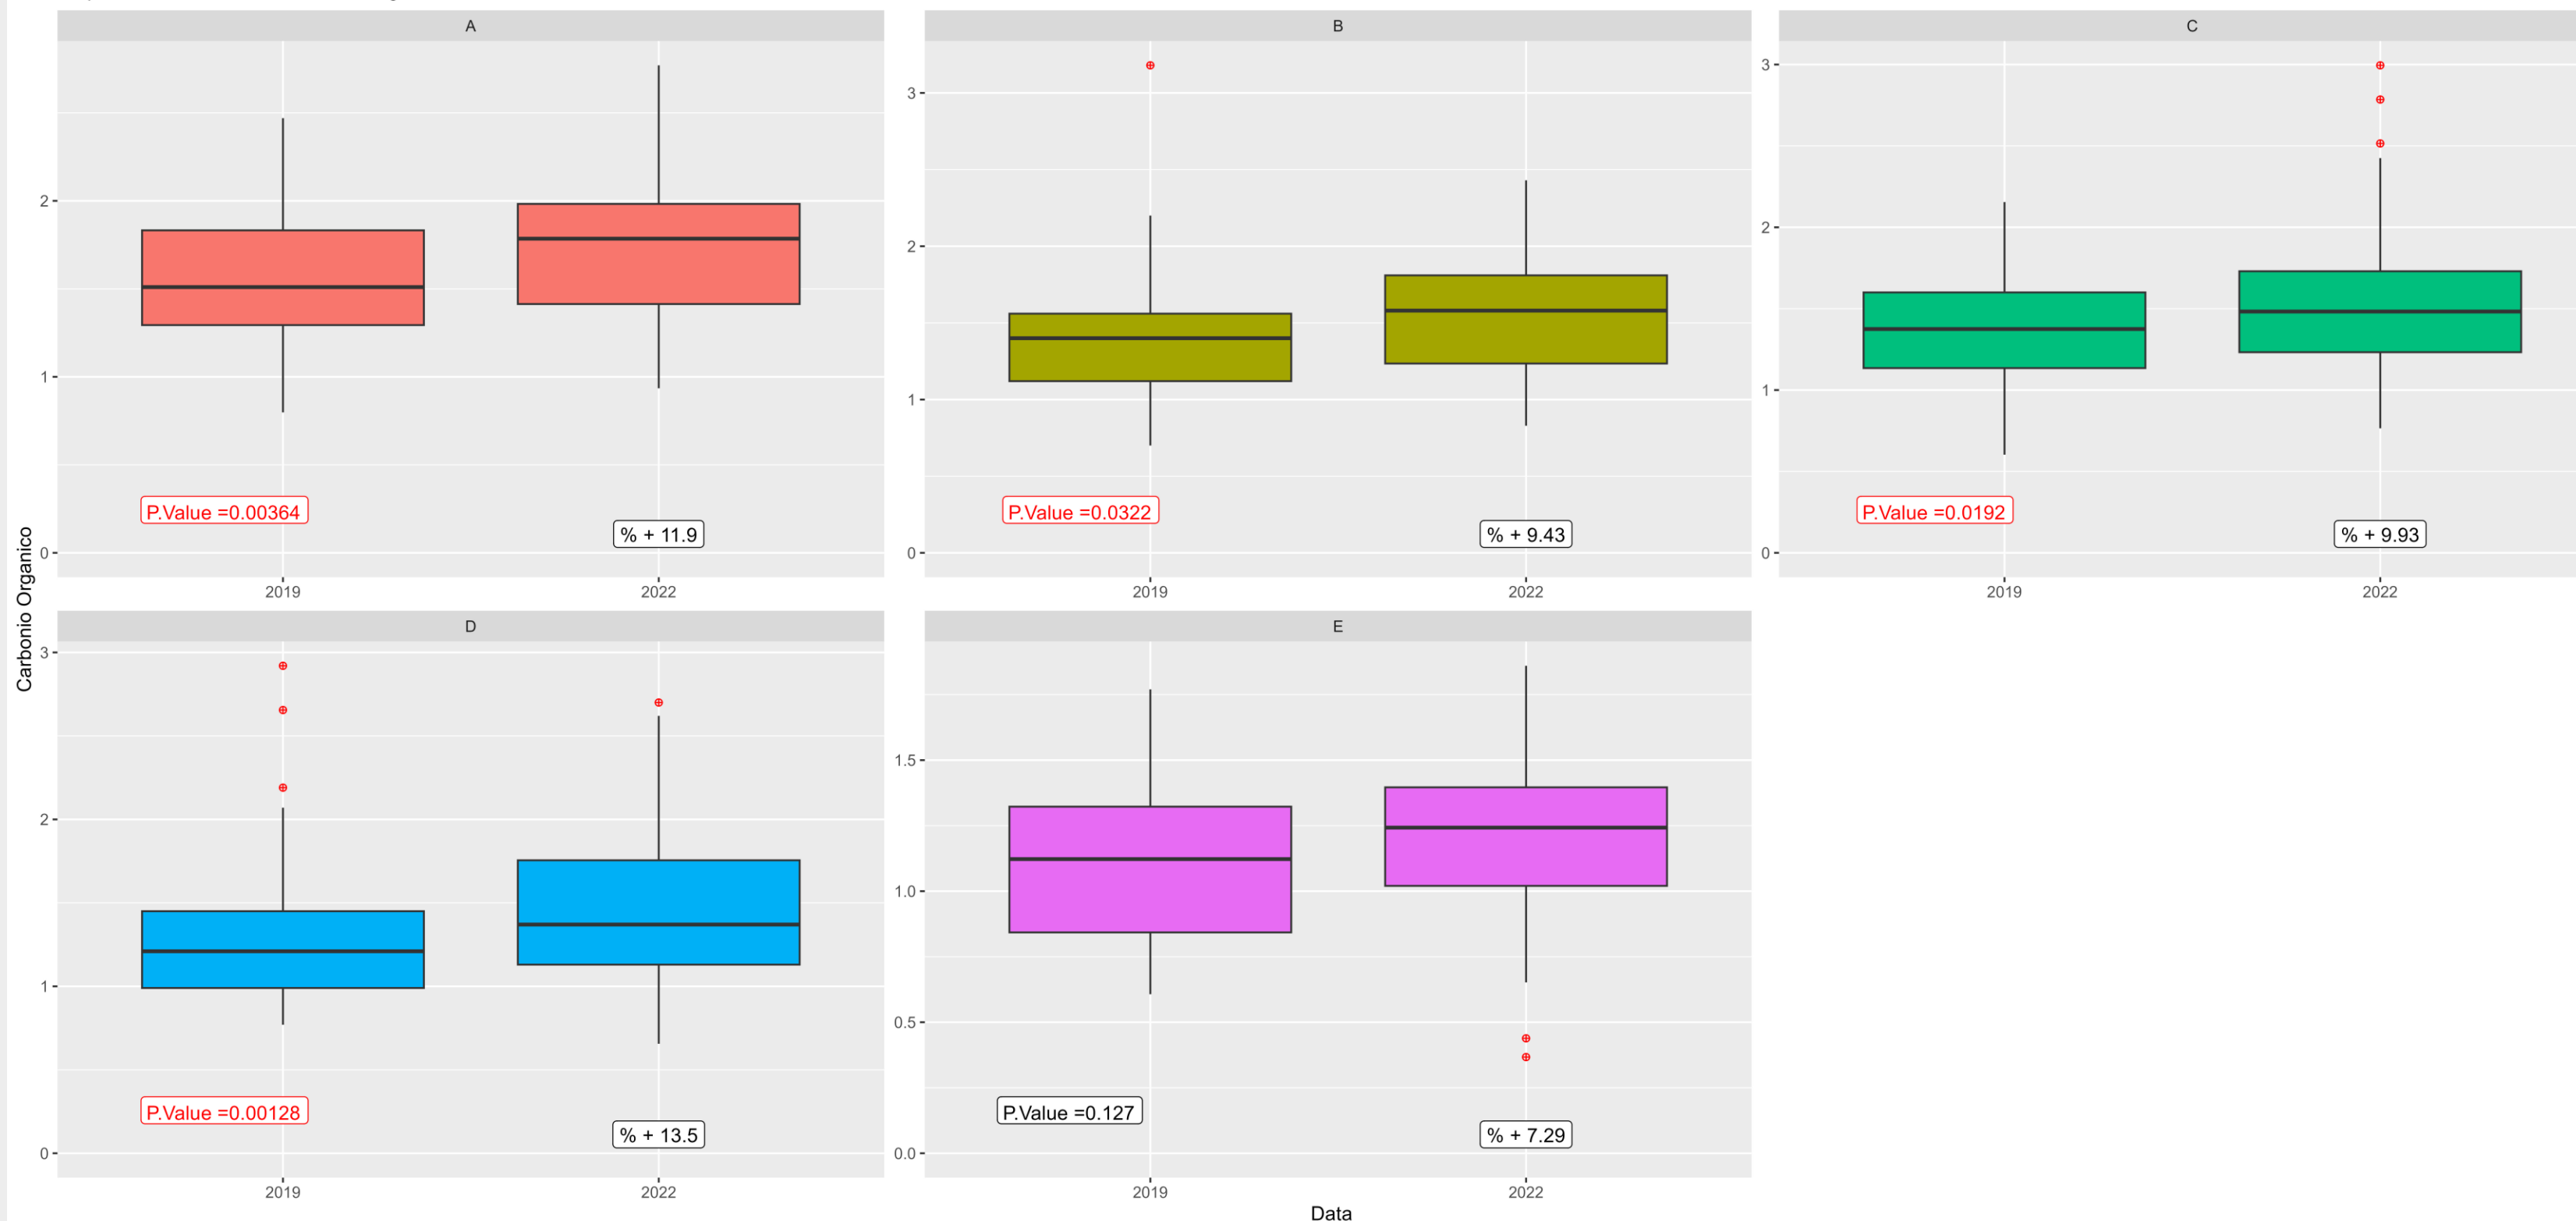 A
B
C
2
1
0
3
2
1
0
3
2
1
0
P.Value =0.00364
% + 11.9
P.Value =0.0322
% + 9.43
P.Value =0.0192
% + 9.93
2019
2022
2019
2022
2019
2022
Carbonio Organico
D
E
3
2
1
0
1.5
1.0
0.5
0.0
P.Value =0.00128
% + 13.5
P.Value =0.127
% + 7.29
2019
2022
2019
2022
Data